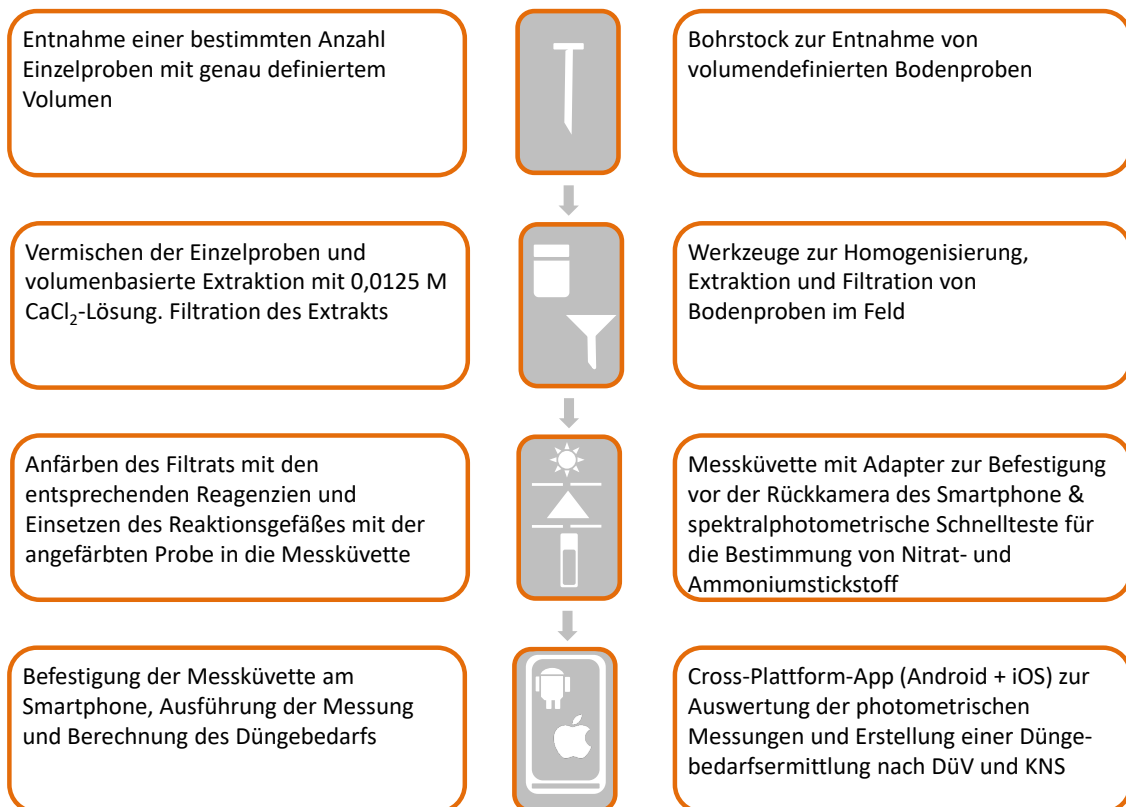 Entnahme einer bestimmten Anzahl
Einzelproben mit genau definiertem
Volumen
Bohrstock zur Entnahme von
volumendefinierten Bodenproben
Vermischen der Einzelproben und
volumenbasierte Extraktion mit 0,0125 M
CaCl₂-Lösung. Filtration des Extrakts
Werkzeuge zur Homogenisierung,
Extraktion und Filtration von
Bodenproben im Feld
Anfärben des Filtrats mit den
entsprechenden Reagenzien und
Einsetzen des Reaktionsgefäßes mit der
angefärbten Probe in die Messküvette
Messküvette mit Adapter zur Befestigung
vor der Rückkamera des Smartphone &
spektralphotometrische Schnellteste für
die Bestimmung von Nitrat- und
Ammoniumstickstoff
Befestigung der Messküvette am
Smartphone, Ausführung der Messung
und Berechnung des Düngebedarfs
Cross-Plattform-App (Android + iOS) zur
Auswertung der photometrischen
Messungen und Erstellung einer Dünge-
bedarfsermittlung nach DüV und KNS